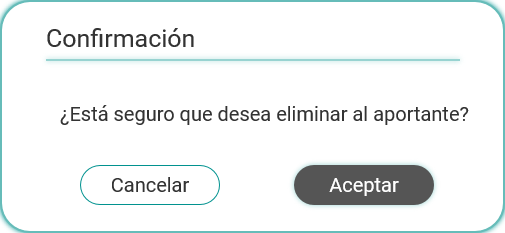 Confirmación
¿Está seguro que desea eliminar al aportante?
Cancelar
Aceptar